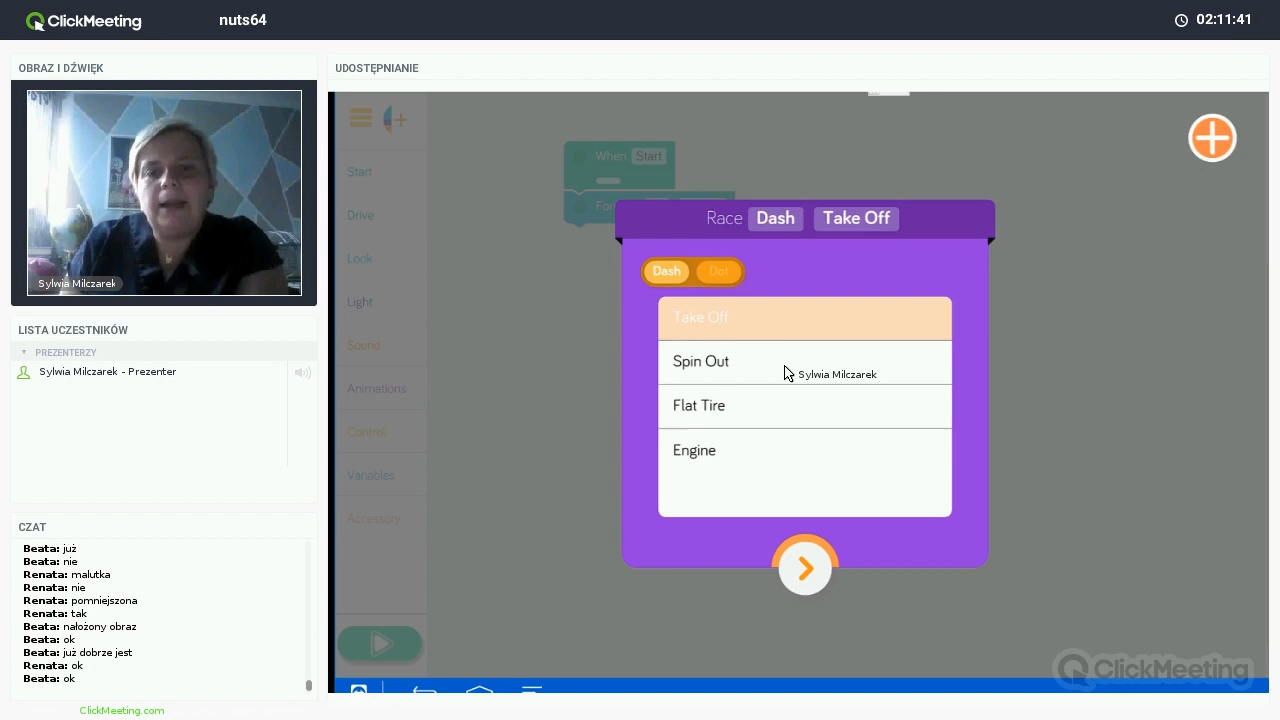 ClickMeeting
nuts64
02:11:41
OBRAZ I DŹWIĘK
Sylwia Milczarek
LISTA UCZESTNIKÓW
PREZENTERZY
Sylwia Milczarek - Prezenter
CZAT
Beata: już
Beata: nie
Renata: malutka
Renata: nie
Renata: pomniejszona
Renata: tak
Beata: nałożony obraz
Beata: ok
Beata: już dobrze jest
Renata: ok
Beata: ok
ClickMeeting.com
UDOSTĘPNIANIE
Start
Drive
Look
Light
Sound
Animations
Control
Variables
Accessory
When Start
Race Dash Take Off
Dash Dot
Take Off
Spin Out
Sylwia Milczarek
Flat Tire
Engine
ClickMeeting